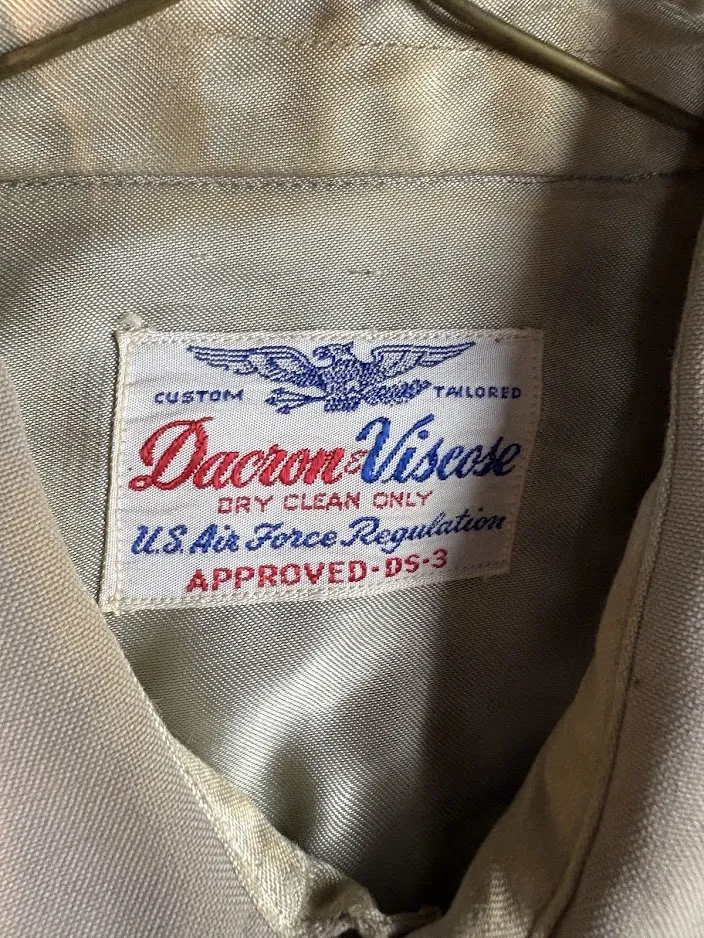 CUSTOM TAILORED
Dacron & Viscose
DRY CLEAN ONLY
U.S. Air Force Regulation
APPROVED-DS-3